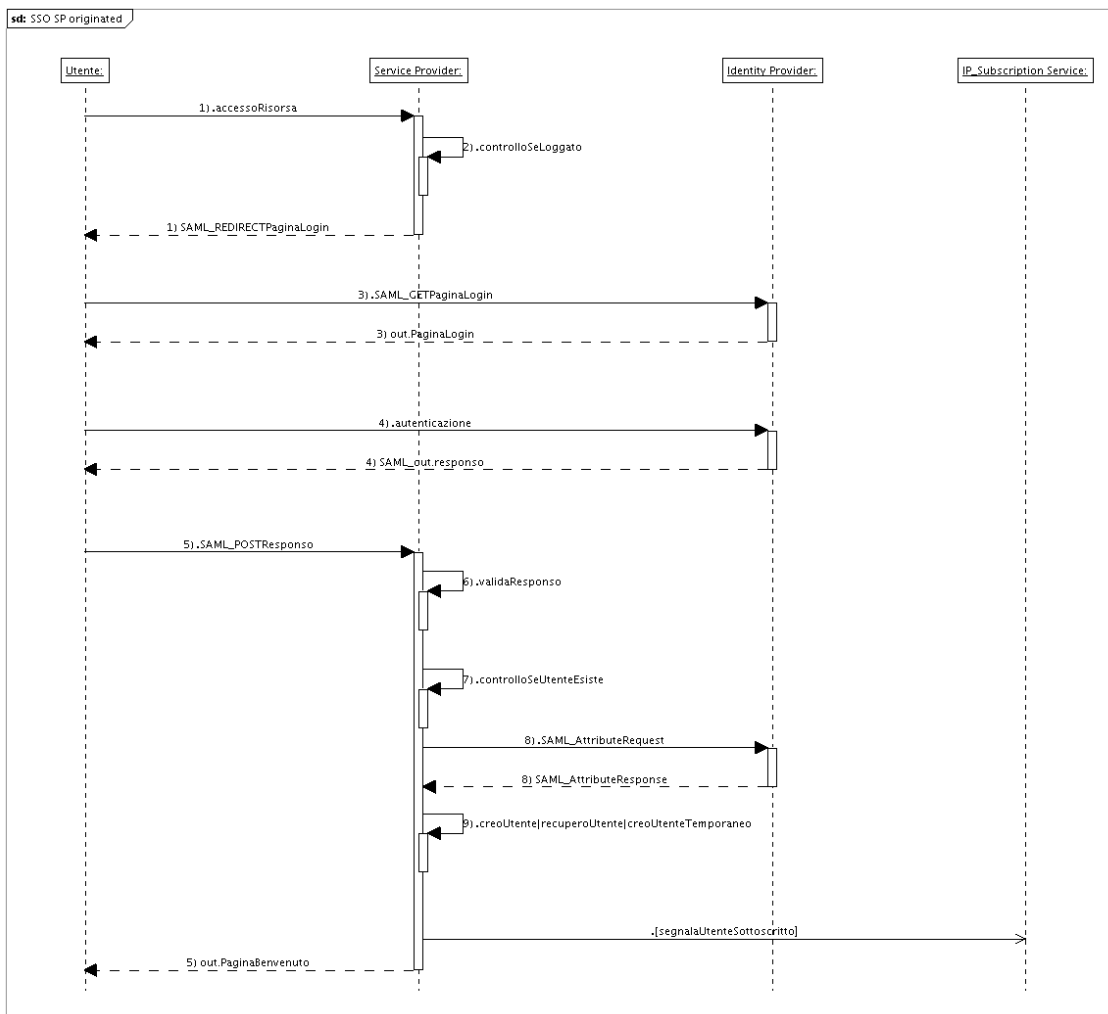 sd: SSO SP originated
Utente:
Service Provider:
Identity Provider:
IP_Subscription Service:
1).accessoRisorsa
2).controlloSeLoggato
1) SAML_REDIRECTPaginaLogin
3).SAML_GETPaginaLogin
3) out.PaginaLogin
4).autenticazione
4) SAML_out.responso
5).SAML_POSTResponso
6).validaResponso
7).controlloSeUtenteEsiste
8).SAML_AttributeRequest
8) SAML_AttributeResponse
9).creoUtente|recuperoUtente|creoUtenteTemporaneo
.[segnalaUtenteSottoscritto]
5) out.PaginaBenvenuto